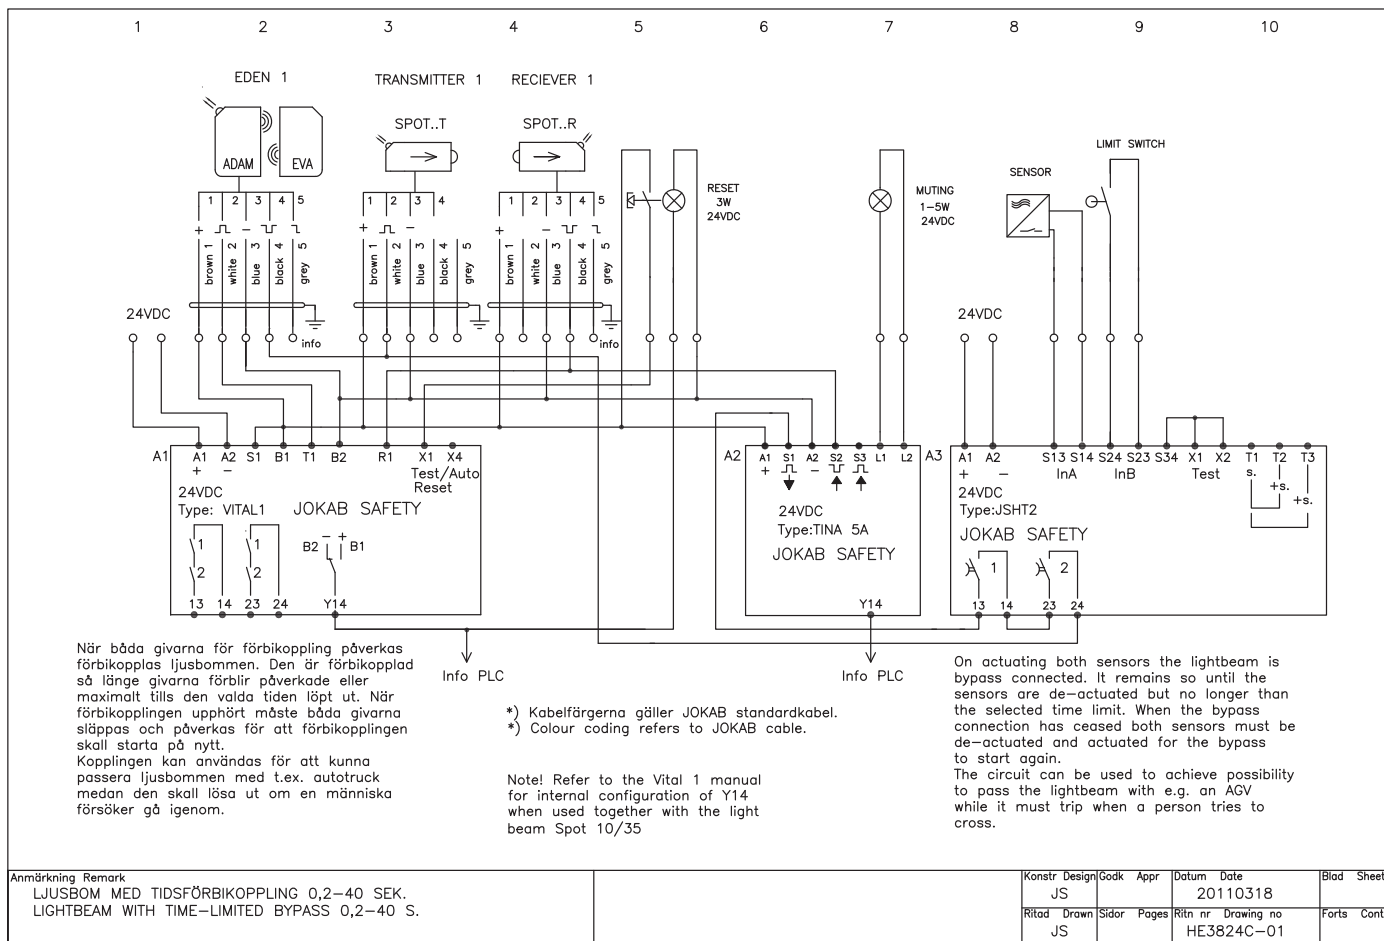 1 2 3 4 5 6 7 8 9 10
EDEN 1
TRANSMITTER 1
RECIEVER 1
SPOT..T
SPOT..R
ADAM
EVA
LIMIT SWITCH
SENSOR
RESET
3W
24VDC
MUTING
1–5W
24VDC
1 2 3 4 5
+ – 
brown 1
white 2
blue 3
black 4
grey 5
1 2 3 4
+ –
brown 1
white 2
blue 3
black 4
grey 5
1 2 3 4 5
+ –
brown 1
white 2
blue 3
black 4
grey 5
24VDC
info
info
24VDC
A1
A1 A2 S1 B1 T1 B2 R1 X1 X4
+ –
Test/Auto
Reset
24VDC
Type: VITAL1
JOKAB SAFETY
1
2
1
2
– +
B2 B1
13 14 23 24 Y14
A2
A1 S1 A2 S2 S3 L1 L2
+ –
24VDC
Type:TINA 5A
JOKAB SAFETY
Y14
A3
A1 A2 S13 S14 S24 S23 S34 X1 X2 T1 T2 T3
+ – InA InB Test s. +s. +s.
24VDC
Type:JSHT2
JOKAB SAFETY
1 2
13 14 23 24
Info PLC
Info PLC
När båda givarna för förbikoppling påverkas
förbikopplas ljusbommen. Den är förbikopplad
så länge givarna förblir påverkade eller
maximalt tills den valda tiden löpt ut. När
förbikopplingen upphört måste båda givarna
släppas och påverkas för att förbikopplingen
skall starta på nytt.
Kopplingen kan användas för att kunna
passera ljusbommen med t.ex. autotruck
medan den skall lösa ut om en människa
försöker gå igenom.
*) Kabelfärgerna gäller JOKAB standardkabel.
*) Colour coding refers to JOKAB cable.
Note! Refer to the Vital 1 manual
for internal configuration of Y14
when used together with the light
beam Spot 10/35
On actuating both sensors the lightbeam is
bypass connected. It remains so until the
sensors are de–actuated but no longer than
the selected time limit. When the bypass
connection has ceased both sensors must be
de–actuated and actuated for the bypass
to start again.
The circuit can be used to achieve possibility
to pass the lightbeam with e.g. an AGV
while it must trip when a person tries to
cross.
Anmärkning Remark
LJUSBOM MED TIDSFÖRBIKOPPLING 0,2–40 SEK.
LIGHTBEAM WITH TIME–LIMITED BYPASS 0,2–40 S.
Konstr Design Godk Appr Datum Date Blad Sheet
JS 20110318
Ritad Drawn Sidor Pages Ritn nr Drawing no Forts Cont
JS HE3824C–01